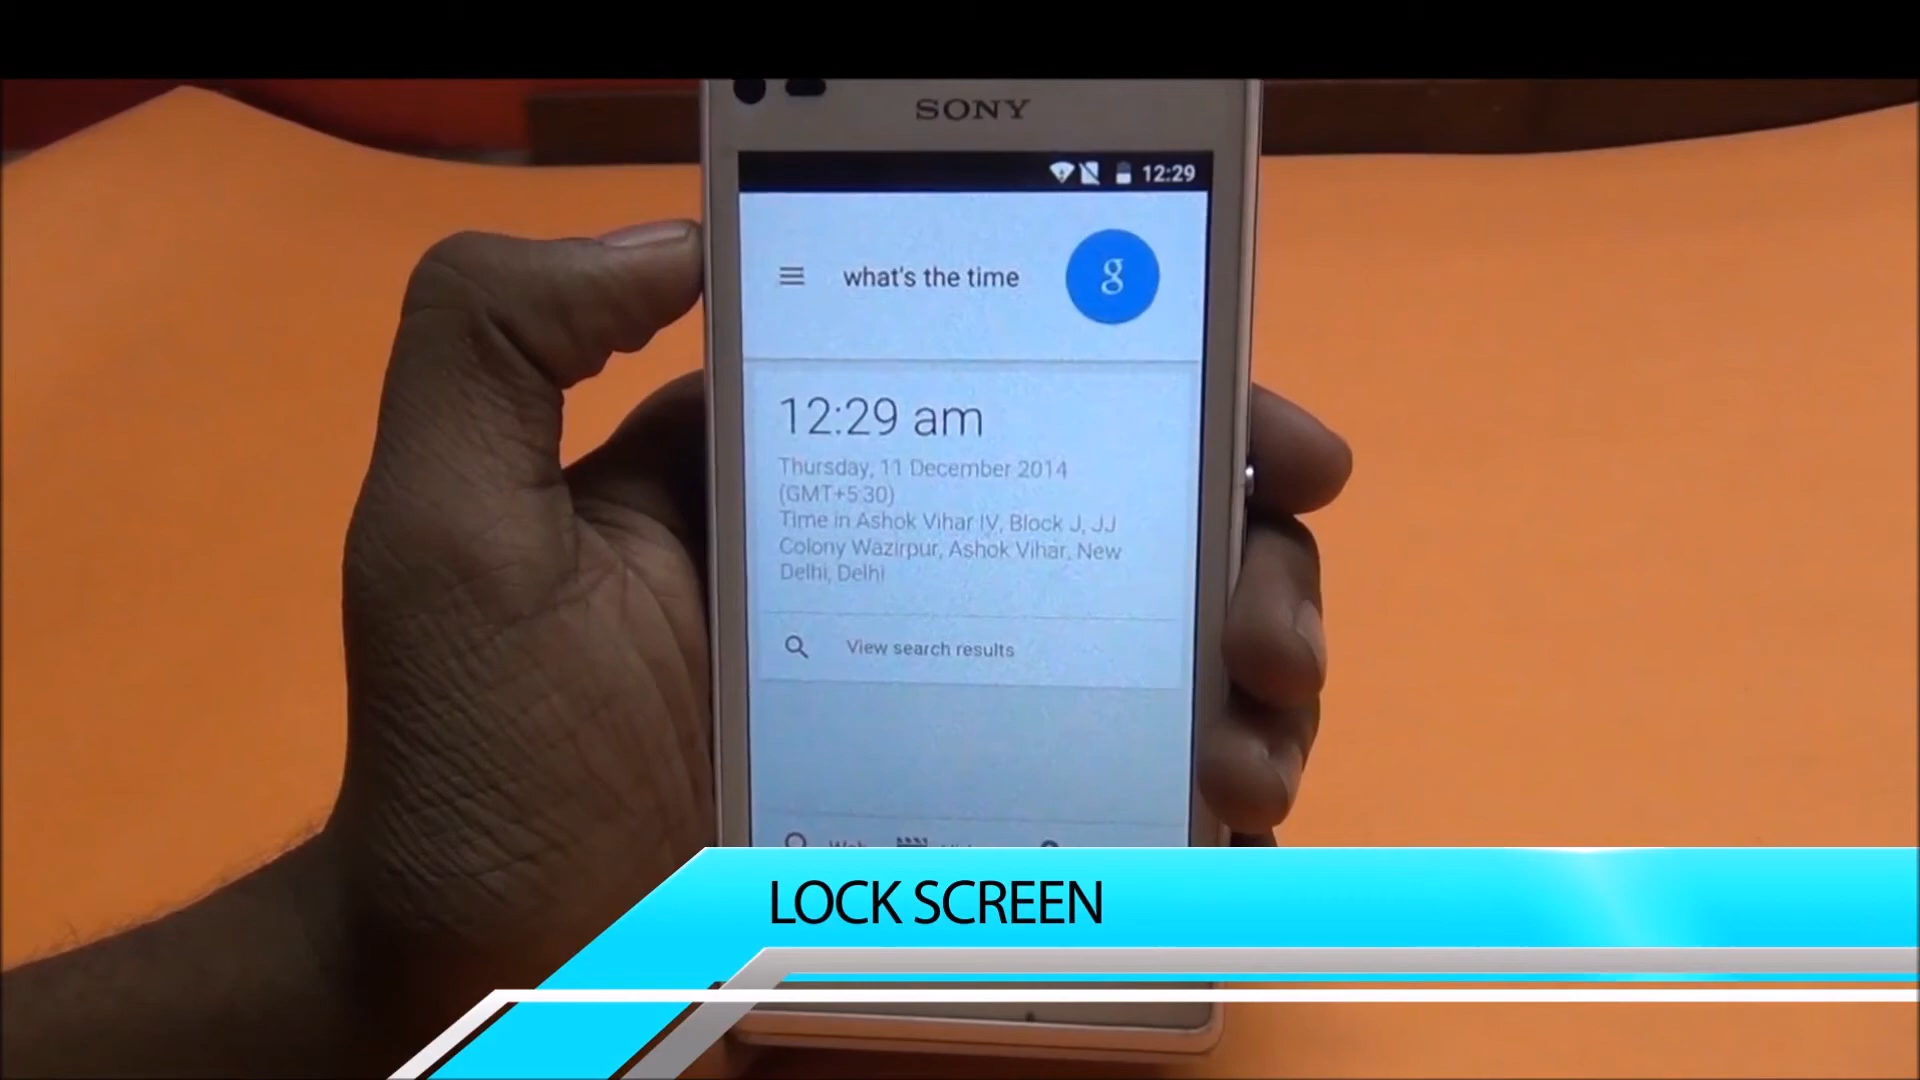 SONY
12:29
what's the time
g
12:29 am
Thursday, 11 December 2014
(GMT+5:30)
Time in Ashok Vihar IV, Block J, JJ
Colony Wazirpur, Ashok Vihar, New
Delhi, Delhi
View search results
Web
LOCK SCREEN